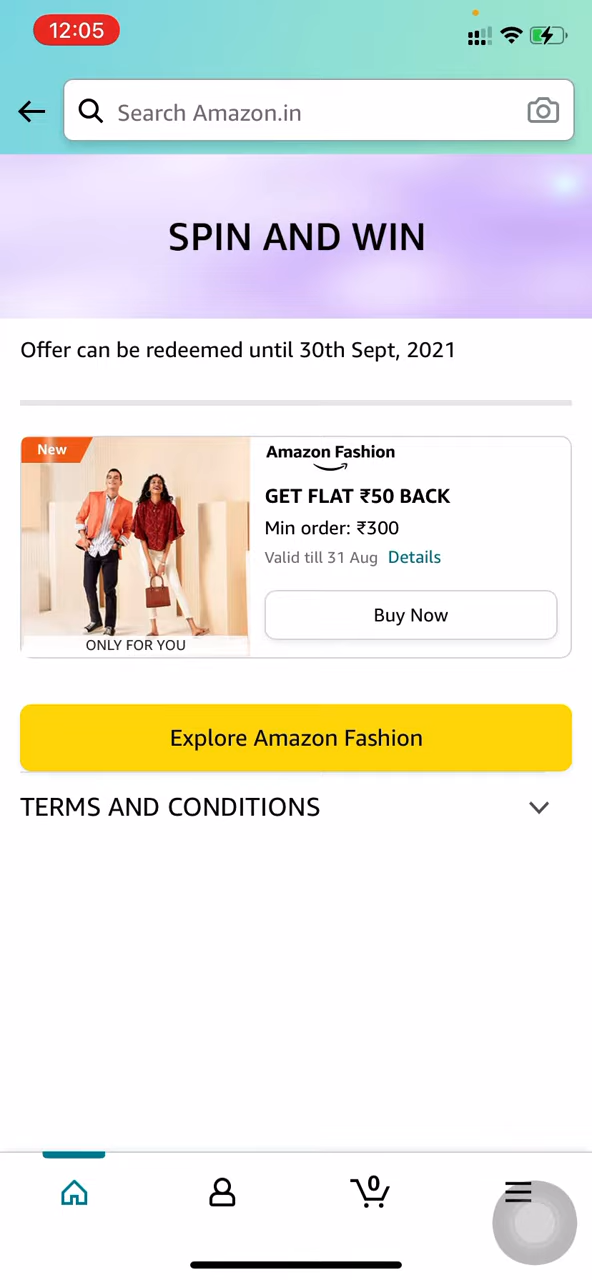 12:05
Search Amazon.in
SPIN AND WIN
Offer can be redeemed until 30th Sept, 2021
New
ONLY FOR YOU
Amazon Fashion
GET FLAT ₹50 BACK
Min order: ₹300
Valid till 31 Aug Details
Buy Now
Explore Amazon Fashion
TERMS AND CONDITIONS
0